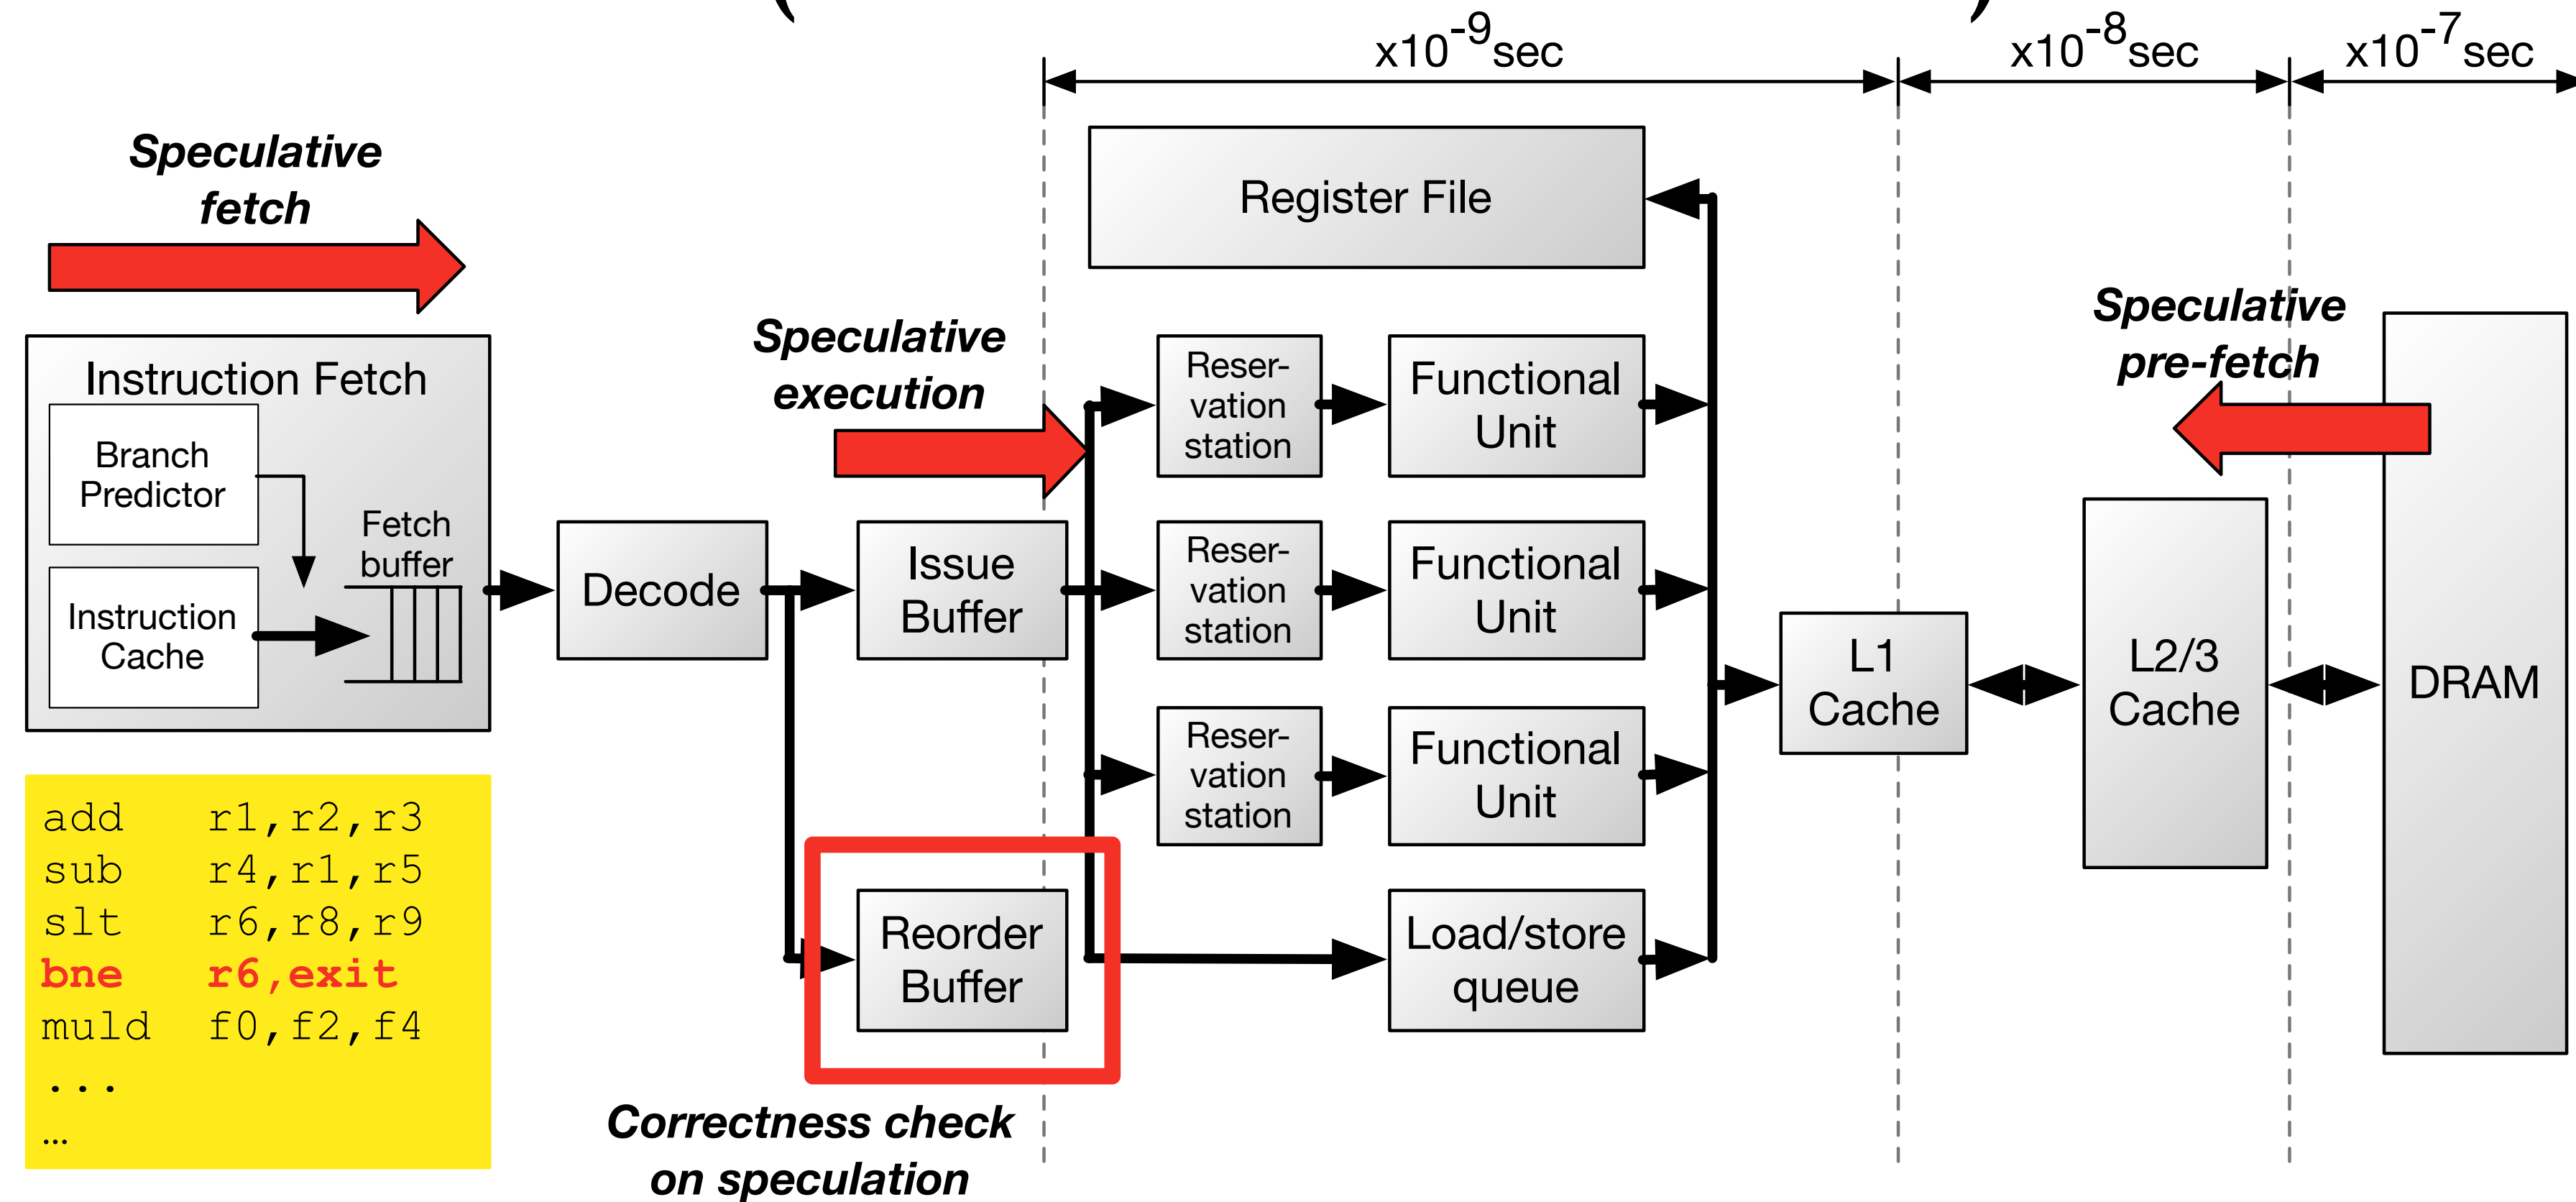 (
)
x10-9sec
x10-8sec
x10-7sec
Speculative
fetch
Register File
Speculative
execution
Speculative
pre-fetch
Instruction Fetch
Branch
Predictor
Instruction
Cache
Fetch
buffer
Decode
Issue
Buffer
Reser-
vation
station
Functional
Unit
Reser-
vation
station
Functional
Unit
Reser-
vation
station
Functional
Unit
Reorder
Buffer
Load/store
queue
L1
Cache
L2/3
Cache
DRAM
add r1,r2,r3
sub r4,r1,r5
slt r6,r8,r9
bne r6,exit
muld f0,f2,f4
...
…
Correctness check
on speculation